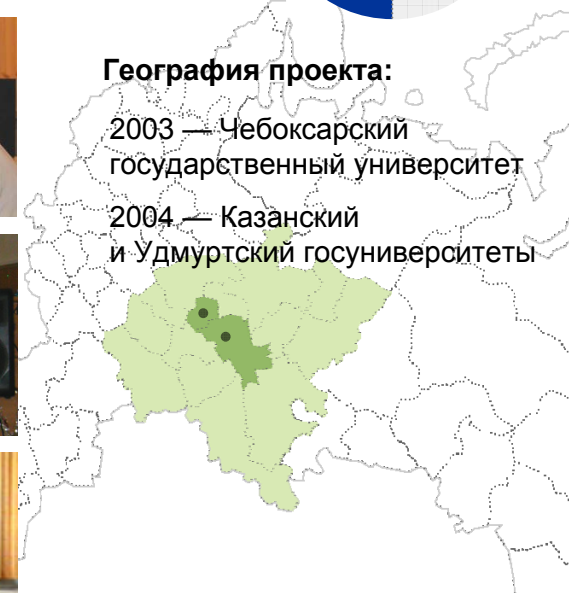 География проекта:
2003 — Чебоксарский
государственный университет
2004 — Казанский
и Удмуртский госуниверситеты